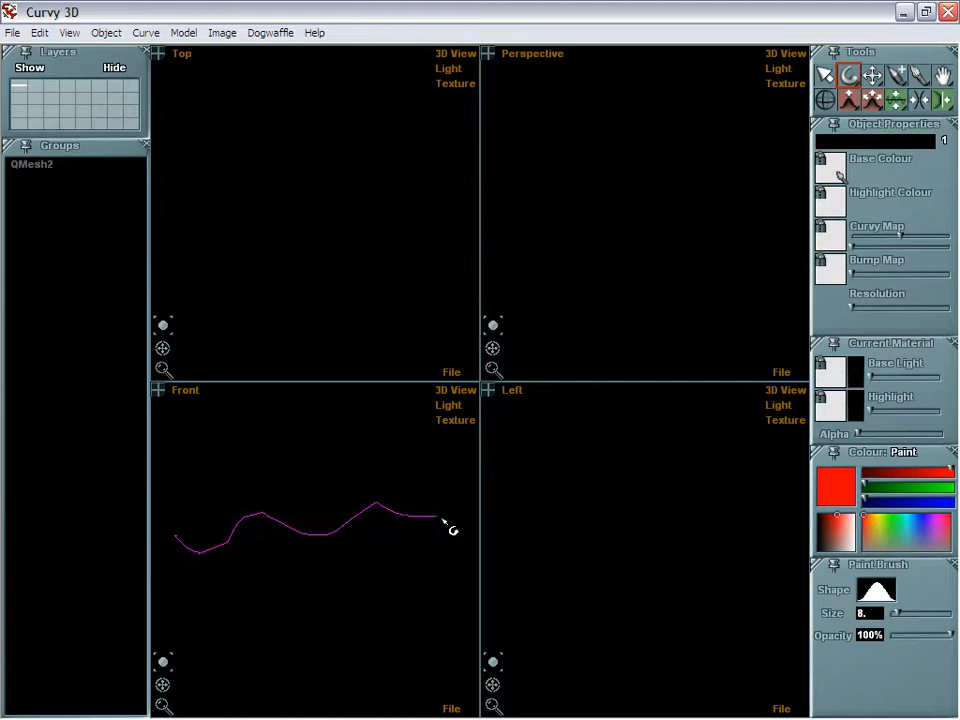 Curvy 3D
File Edit View Object Curve Model Image Dogwaffle Help
Layers
Show Hide
Groups
QMesh2
Top
3D View
Light
Texture
File
Perspective
3D View
Light
Texture
File
Front
3D View
Light
Texture
File
Left
3D View
Light
Texture
File
Tools
Object Properties
1
Base Colour
Highlight Colour
Curvy Map
Bump Map
Resolution
Current Material
Base Light
Highlight
Alpha
Colour: Paint
Paint Brush
Shape
Size 8.
Opacity 100%